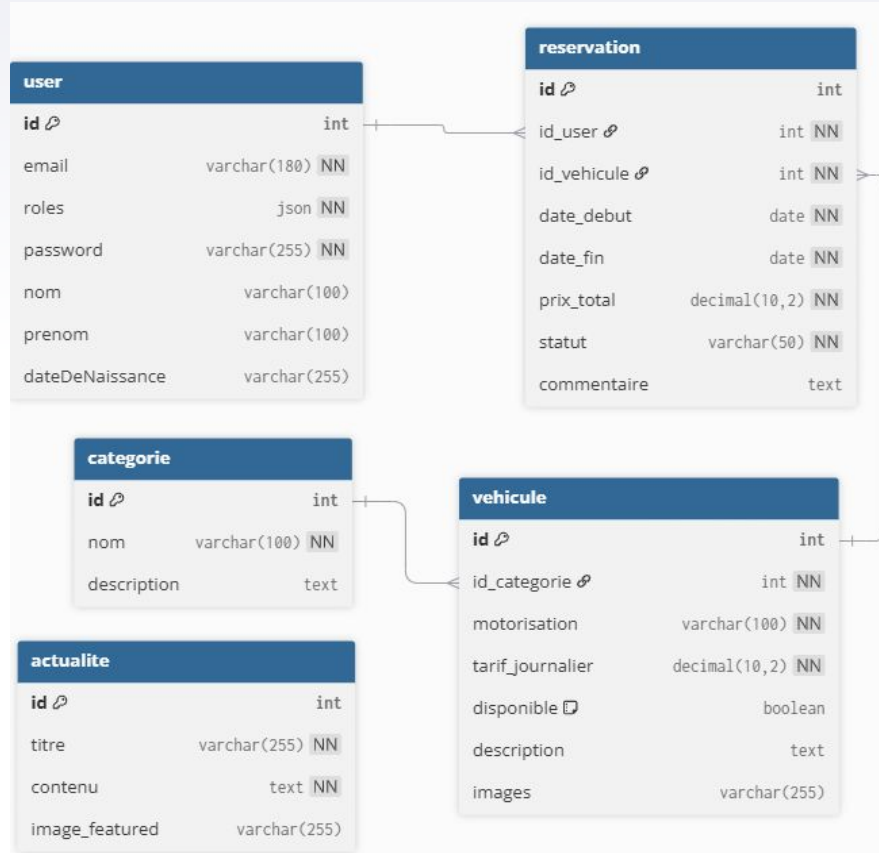 user
id int
email varchar(180) NN
roles json NN
password varchar(255) NN
nom varchar(100)
prenom varchar(100)
dateDeNaissance varchar(255)
reservation
id int
id_user int NN
id_vehicule int NN
date_debut date NN
date_fin date NN
prix_total decimal(10,2) NN
statut varchar(50) NN
commentaire text
categorie
id int
nom varchar(100) NN
description text
vehicule
id int
id_categorie int NN
motorisation varchar(100) NN
tarif_journalier decimal(10,2) NN
disponible boolean
description text
images varchar(255)
actualite
id int
titre varchar(255) NN
contenu text NN
image_featured varchar(255)